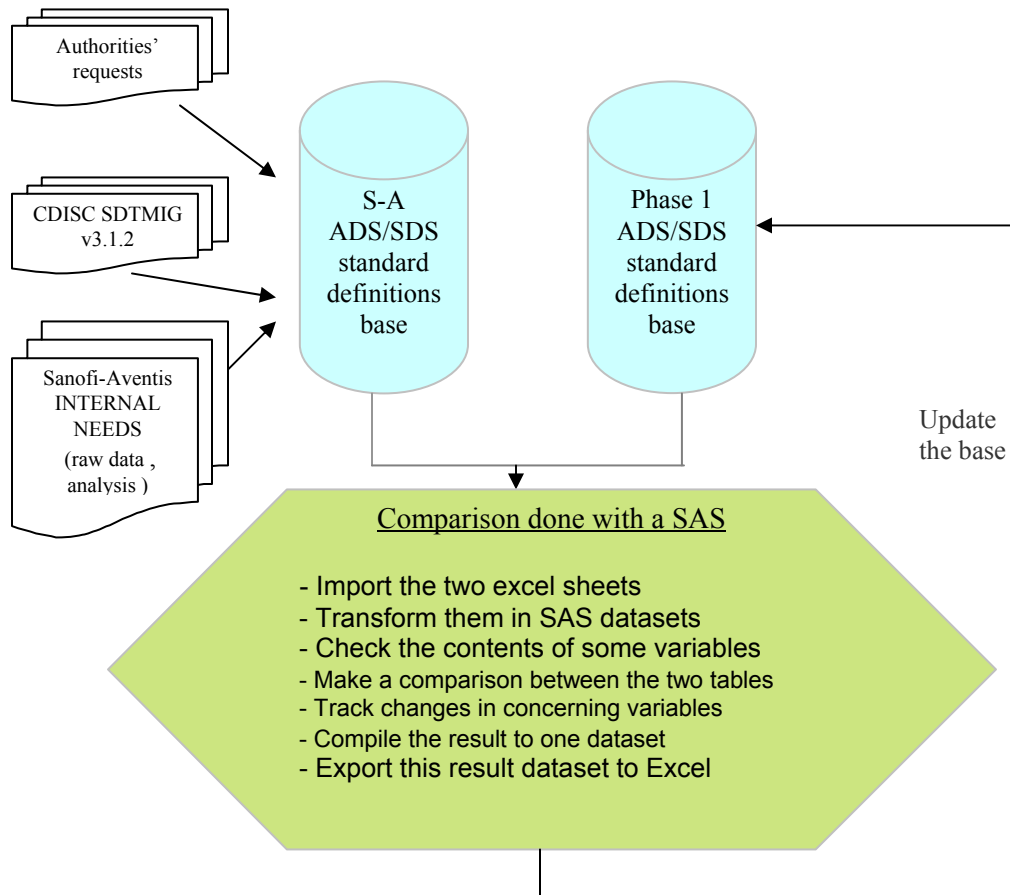 Authorities’
requests
CDISC SDTMIG
v3.1.2
Sanofi-Aventis
INTERNAL
NEEDS
(raw data ,
analysis )
S-A
ADS/SDS
standard
definitions
base
Phase 1
ADS/SDS
standard
definitions
base
Update
the base
Comparison done with a SAS
- Import the two excel sheets
- Transform them in SAS datasets
- Check the contents of some variables
- Make a comparison between the two tables
- Track changes in concerning variables
- Compile the result to one dataset
- Export this result dataset to Excel